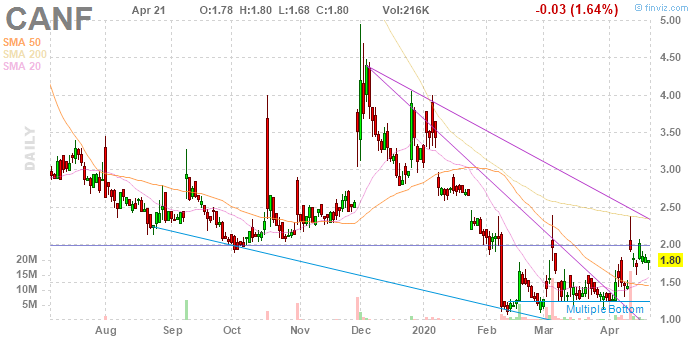 CANF
Apr 21 O:1.78 H:1.80 L:1.68 C:1.80 Vol:216K -0.03 (1.64%)
© finviz.com
SMA 50
SMA 200
SMA 20
DAILY
5.00
4.50
4.00
3.50
3.00
2.50
2.00
1.80
1.50
1.00
20M
15M
10M
5M
Multiple Bottom
Aug Sep Oct Nov Dec 2020 Feb Mar Apr